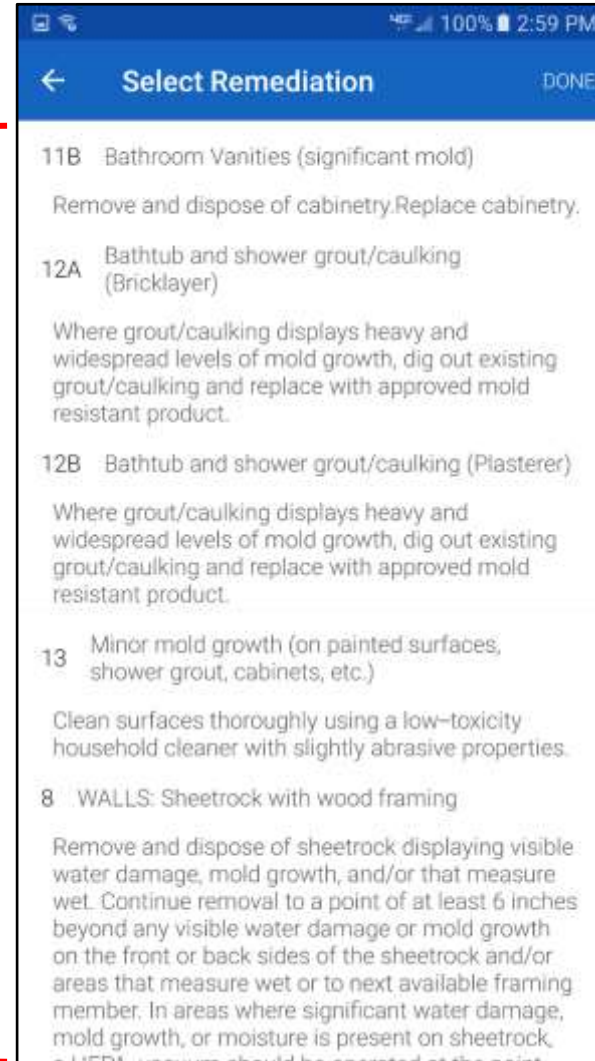 4GE 100% 2:59 PM
Select Remediation DONE
11B Bathroom Vanities (significant mold)
Remove and dispose of cabinetry.Replace cabinetry.
12A Bathtub and shower grout/caulking
(Bricklayer)
Where grout/caulking displays heavy and
widespread levels of mold growth, dig out existing
grout/caulking and replace with approved mold
resistant product.
12B Bathtub and shower grout/caulking (Plasterer)
Where grout/caulking displays heavy and
widespread levels of mold growth, dig out existing
grout/caulking and replace with approved mold
resistant product.
13 Minor mold growth (on painted surfaces,
shower grout, cabinets, etc.)
Clean surfaces thoroughly using a low–toxicity
household cleaner with slightly abrasive properties.
8 WALLS: Sheetrock with wood framing
Remove and dispose of sheetrock displaying visible
water damage, mold growth, and/or that measure
wet. Continue removal to a point of at least 6 inches
beyond any visible water damage or mold growth
on the front or back sides of the sheetrock and/or
areas that measure wet or to next available framing
member. In areas where significant water damage,
mold growth, or moisture is present on sheetrock,
a HEPA vacuum should be operated at the point